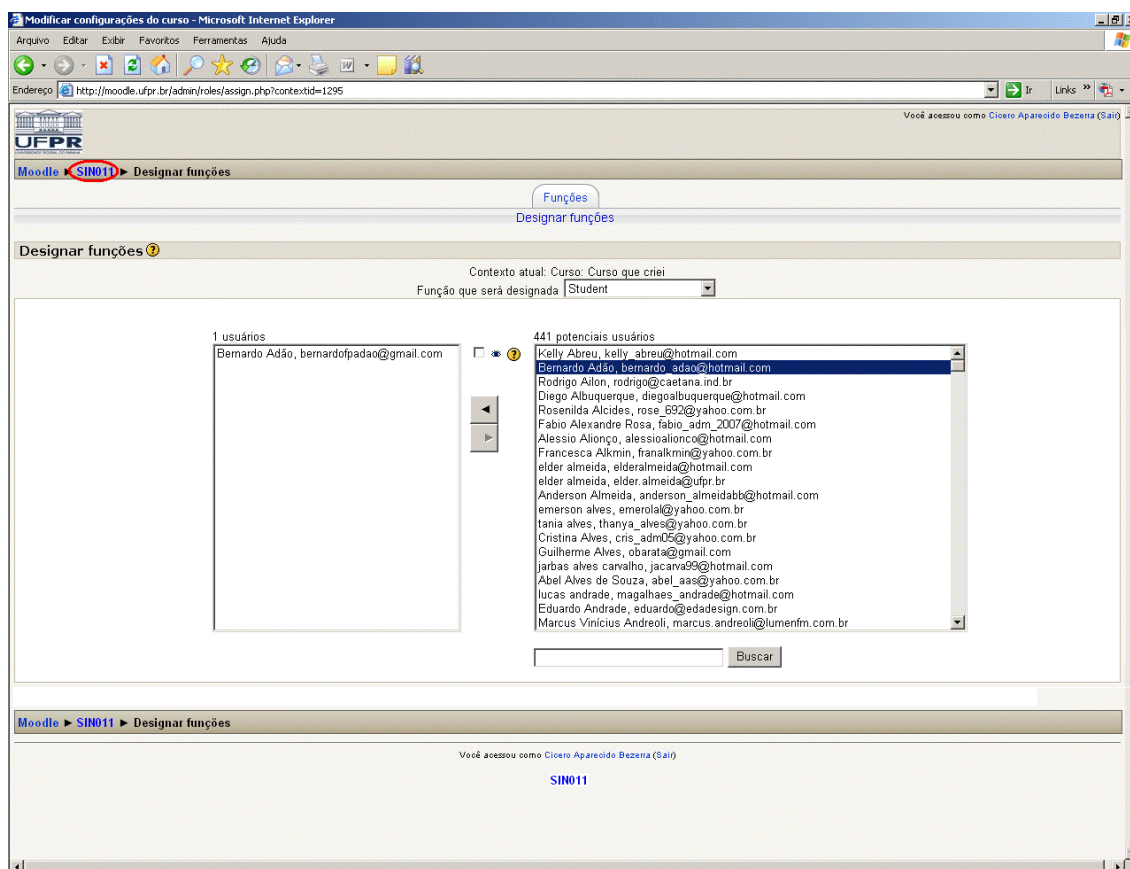 Modificar configurações do curso - Microsoft Internet Explorer
Arquivo Editar Exibir Favoritos Ferramentas Ajuda
Endereço http://moodle.ufpr.br/admin/roles/assign.php?contextid=1295 Ir Links »
Você acessou como Cicero Aparecido Bezerra (Sair)
UFPR
UNIVERSIDADE FEDERAL DO PARANÁ
Moodle ► SIN011 ► Designar funções
Funções
Designar funções
Designar funções
Contexto atual: Curso: Curso que criei
Função que será designada Student
1 usuários
Bernardo Adão, bernardofpadao@gmail.com
441 potenciais usuários
Kelly Abreu, kelly_abreu@hotmail.com
Bernardo Adão, bernardo_adao@hotmail.com
Rodrigo Ailon, rodrigo@caetana.ind.br
Diego Albuquerque, diegoalbuquerque@hotmail.com
Rosenilda Alcides, rose_692@yahoo.com.br
Fabio Alexandre Rosa, fabio_adm_2007@hotmail.com
Alessio Alionço, alessioalionco@hotmail.com
Francesca Alkmin, franalkmin@yahoo.com.br
elder almeida, elderalmeida@hotmail.com
elder almeida, elder.almeida@ufpr.br
Anderson Almeida, anderson_almeidabb@hotmail.com
emerson alves, emerolal@yahoo.com.br
tania alves, thanya_alves@yahoo.com.br
Cristina Alves, cris_adm05@yahoo.com.br
Guilherme Alves, obarata@gmail.com
jarbas alves carvalho, jacarva99@hotmail.com
Abel Alves de Souza, abel_aas@yahoo.com.br
lucas andrade, magalhaes_andrade@hotmail.com
Eduardo Andrade, eduardo@edadesign.com.br
Marcus Vinícius Andreoli, marcus.andreoli@lumenfm.com.br
Buscar
Moodle ► SIN011 ► Designar funções
Você acessou como Cicero Aparecido Bezerra (Sair)
SIN011